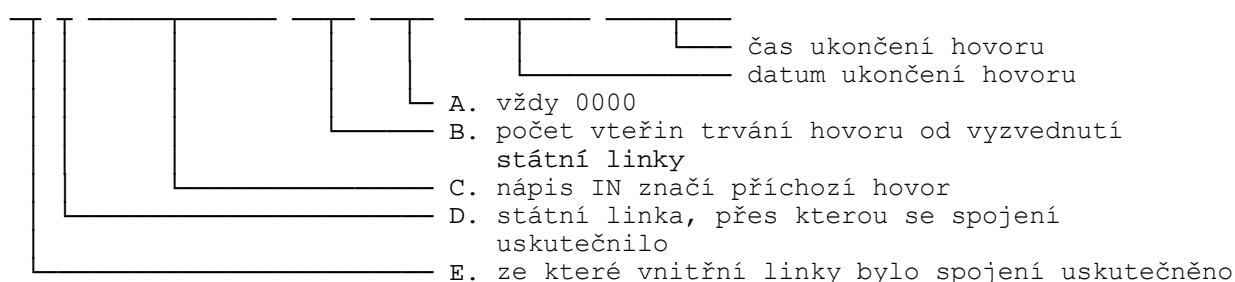 čas ukončení hovoru
datum ukončení hovoru
A. vždy 0000
B. počet vteřin trvání hovoru od vyzvednutí
státní linky
C. nápis IN značí příchozí hovor
D. státní linka, přes kterou se spojení
uskutečnilo
E. ze které vnitřní linky bylo spojení uskutečněno